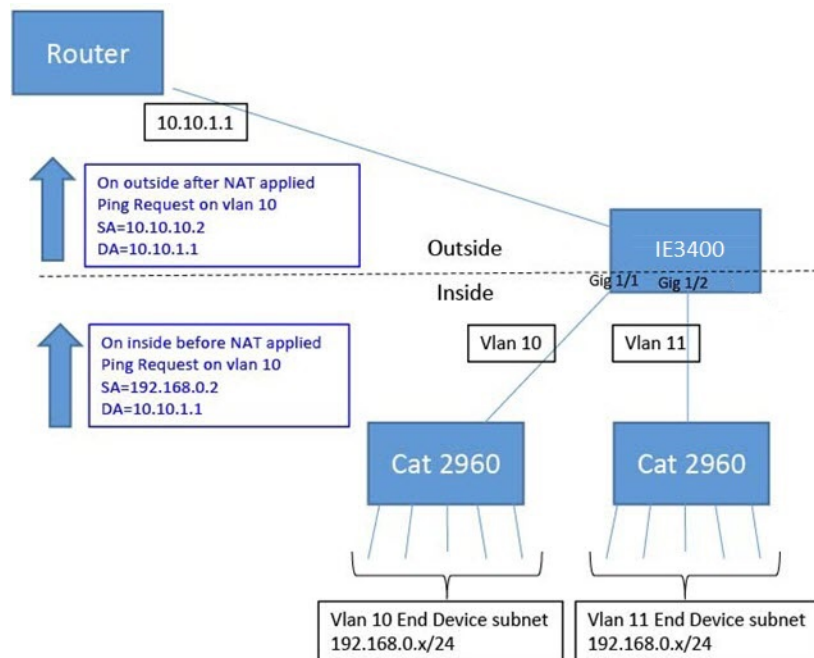 Router
10.10.1.1
On outside after NAT applied
Ping Request on vlan 10
SA=10.10.10.2
DA=10.10.1.1
Outside
IE3400
Gig 1/1
Gig 1/2
Inside
On inside before NAT applied
Ping Request on vlan 10
SA=192.168.0.2
DA=10.10.1.1
Vlan 10
Vlan 11
Cat 2960
Cat 2960
Vlan 10 End Device subnet
192.168.0.x/24
Vlan 11 End Device subnet
192.168.0.x/24